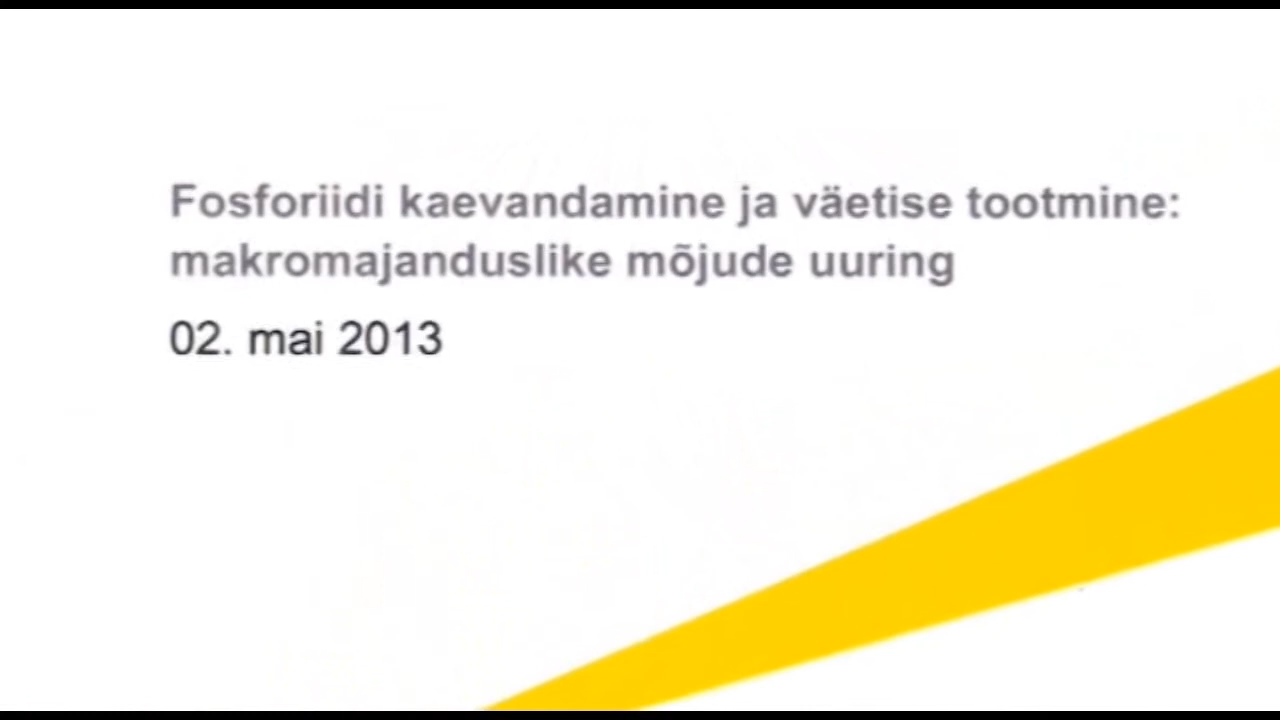 Fosforiidi kaevandamine ja väetise tootmine:
makromajanduslike mõjude uuring
02. mai 2013